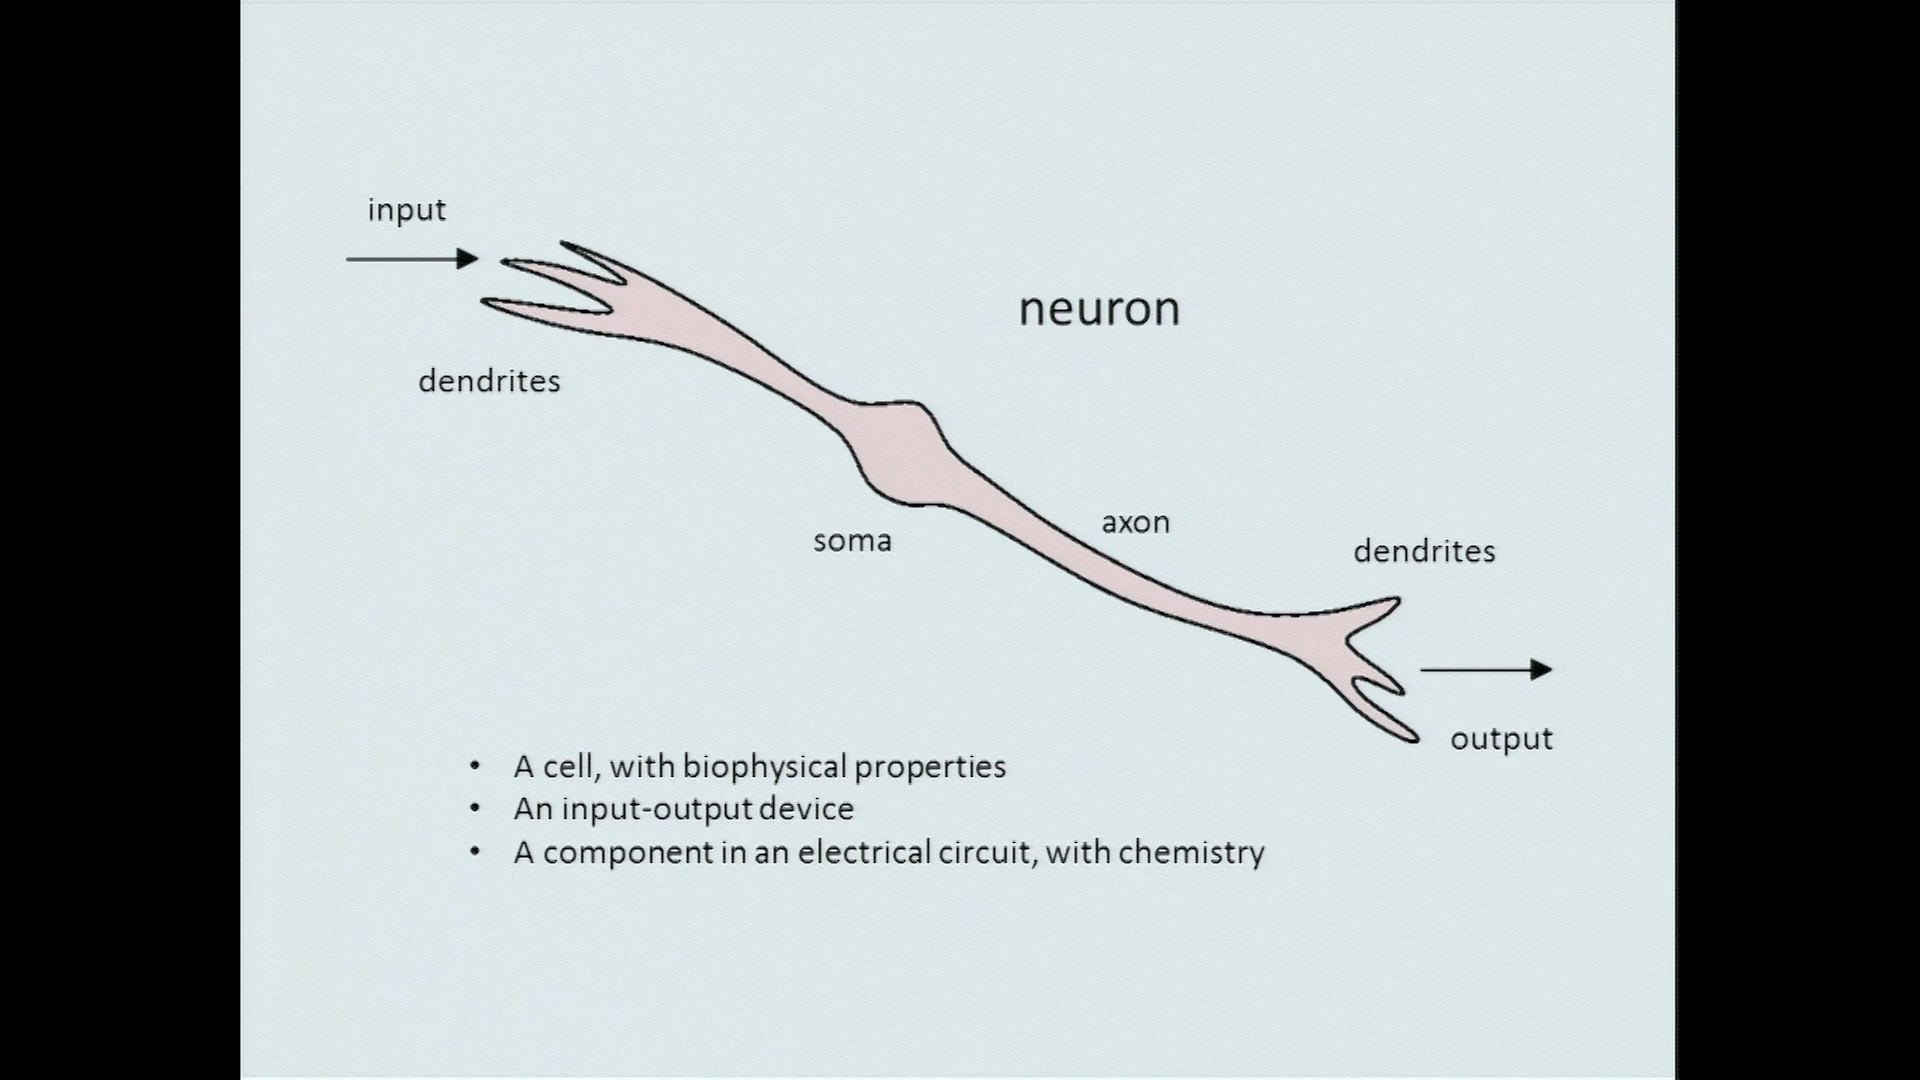 input
neuron
dendrites
soma
axon
dendrites
output
• A cell, with biophysical properties
• An input-output device
• A component in an electrical circuit, with chemistry